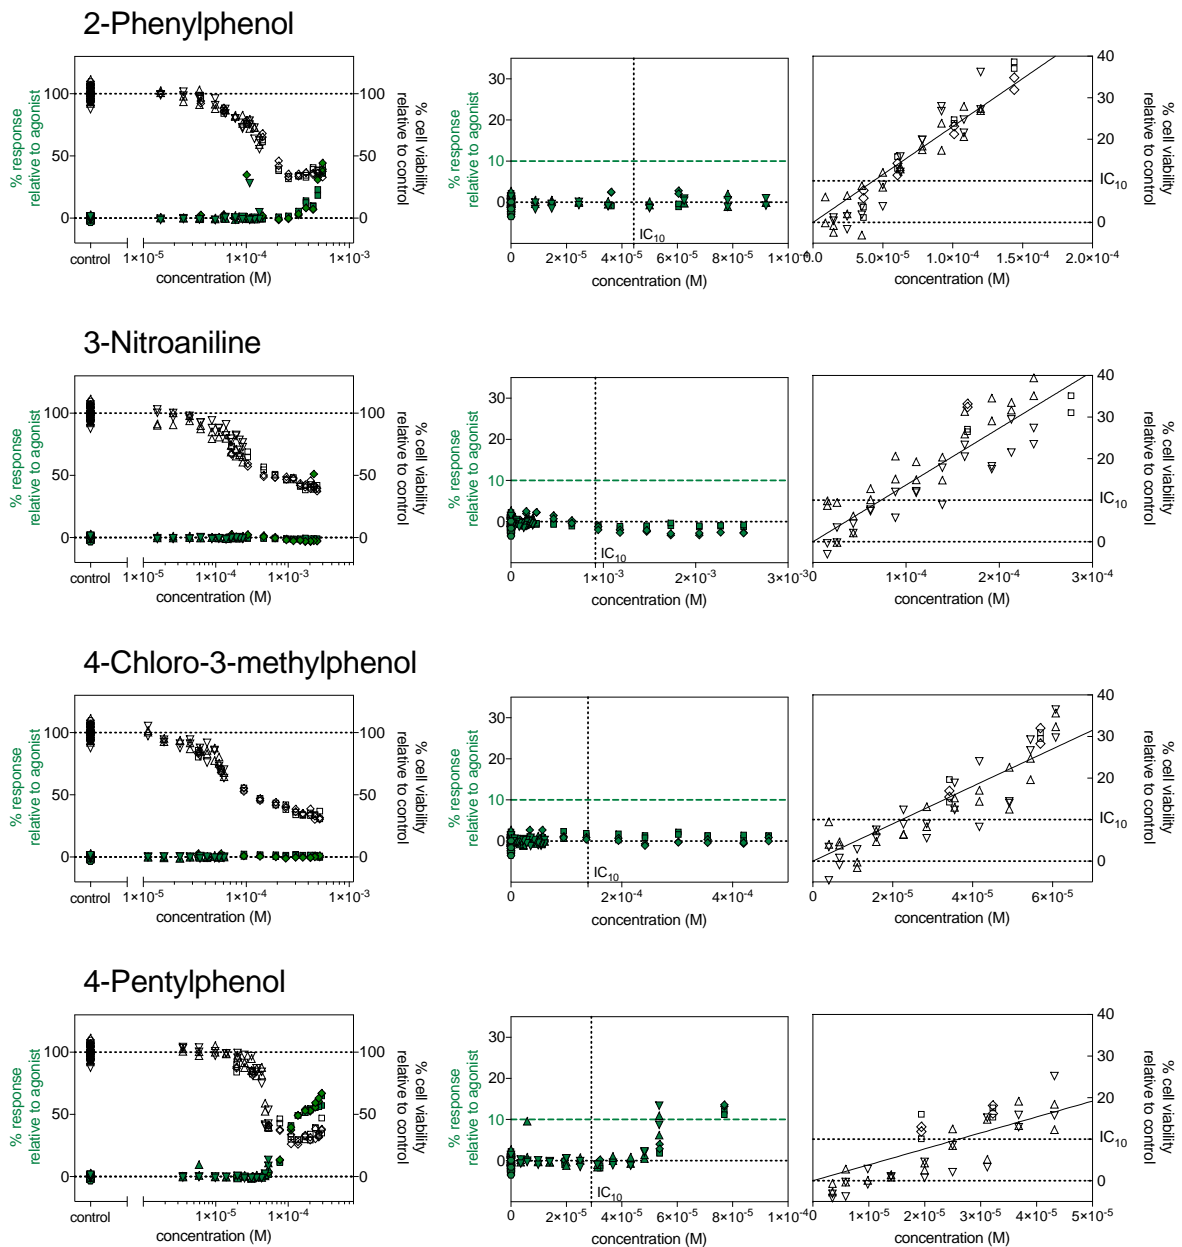 2-Phenylphenol
% response
relative to agonist
100
50
0
100
50
0
% cell viability
relative to control
control
1×10⁻⁵ 1×10⁻⁴ 1×10⁻³
concentration (M)
30
20
10
0
IC₁₀
0 2×10⁻⁵ 4×10⁻⁵ 6×10⁻⁵ 8×10⁻⁵ 1×10⁻⁴
concentration (M)
% response
relative to agonist
40
30
20
IC₁₀
0
% cell viability
relative to control
0.0 5.0×10⁻⁵ 1.0×10⁻⁴ 1.5×10⁻⁴ 2.0×10⁻⁴
concentration (M)
3-Nitroaniline
% response
relative to agonist
100
50
0
100
50
0
% cell viability
relative to control
control
1×10⁻⁵ 1×10⁻⁴ 1×10⁻³
concentration (M)
% response
relative to agonist
30
20
10
0
IC₁₀
0 1×10⁻³ 2×10⁻³ 3×10⁻³
concentration (M)
40
30
20
IC₁₀
0
% cell viability
relative to control
0 1×10⁻⁴ 2×10⁻⁴ 3×10⁻⁴
concentration (M)
4-Chloro-3-methylphenol
% response
relative to agonist
100
50
0
100
50
0
% cell viability
relative to control
control
1×10⁻⁵ 1×10⁻⁴ 1×10⁻³
concentration (M)
% response
relative to agonist
30
20
10
0
IC₁₀
0 2×10⁻⁴ 4×10⁻⁴
concentration (M)
40
30
20
IC₁₀
0
% cell viability
relative to control
0 2×10⁻⁵ 4×10⁻⁵ 6×10⁻⁵
concentration (M)
4-Pentylphenol
% response
relative to agonist
100
50
0
100
50
0
% cell viability
relative to control
control
1×10⁻⁵ 1×10⁻⁴
concentration (M)
% response
relative to agonist
30
20
10
0
IC₁₀
0 2×10⁻⁵ 4×10⁻⁵ 6×10⁻⁵ 8×10⁻⁵ 1×10⁻⁴
concentration (M)
40
30
20
IC₁₀
0
% cell viability
relative to control
0 1×10⁻⁵ 2×10⁻⁵ 3×10⁻⁵ 4×10⁻⁵ 5×10⁻⁵
concentration (M)